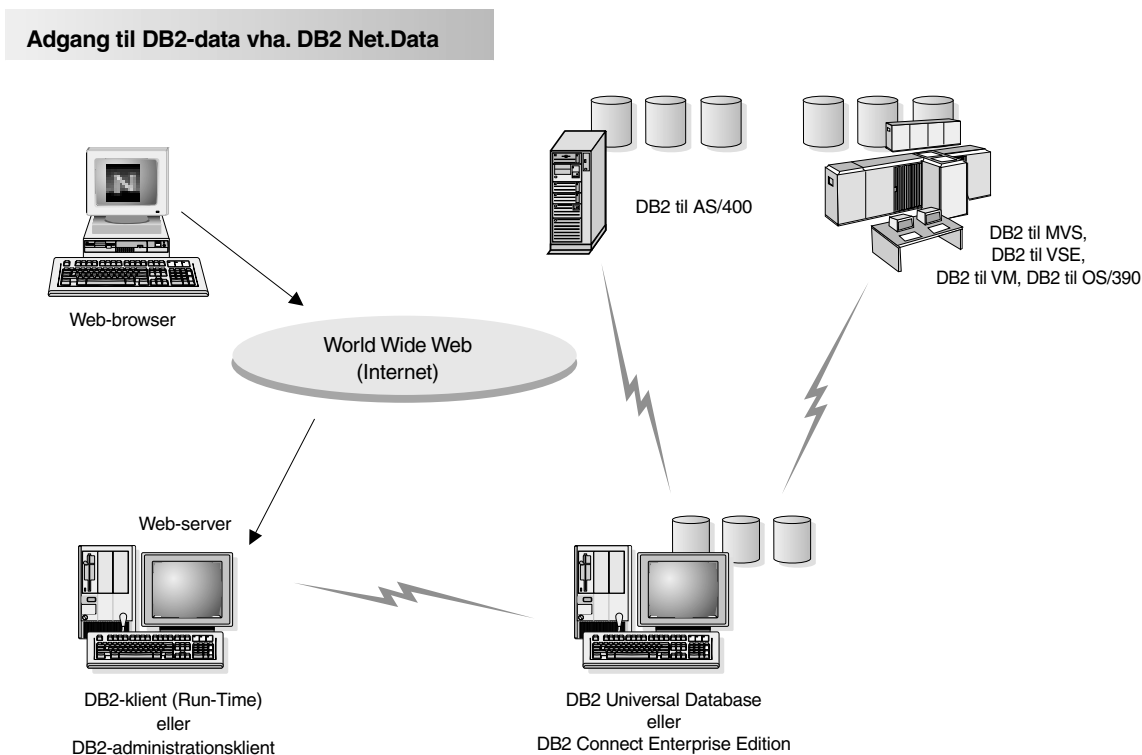 Adgang til DB2-data vha. DB2 Net.Data
N
DB2 til AS/400
DB2 til MVS,
DB2 til VSE,
DB2 til VM, DB2 til OS/390
Web-browser
World Wide Web
(Internet)
Web-server
DB2-klient (Run-Time)
eller
DB2-administrationsklient
DB2 Universal Database
eller
DB2 Connect Enterprise Edition